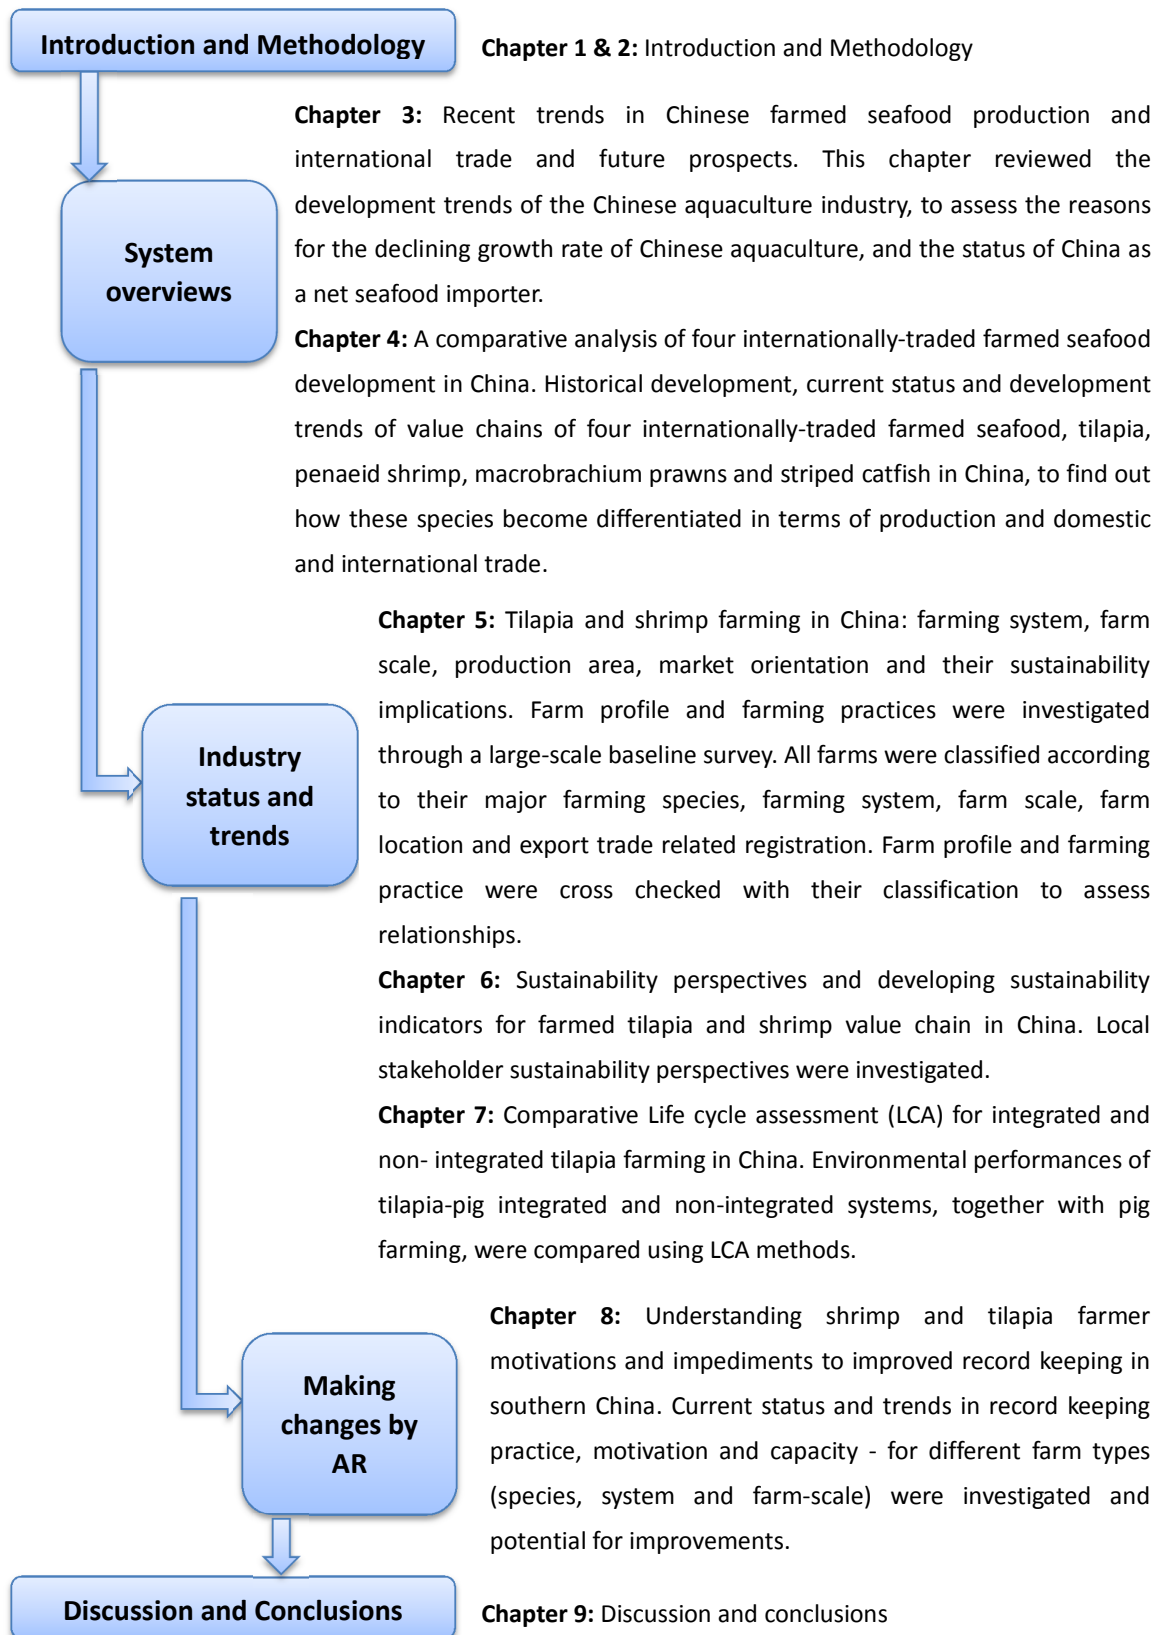 Introduction and Methodology
Chapter 1 & 2: Introduction and Methodology
Chapter 3: Recent trends in Chinese farmed seafood production and
international trade and future prospects. This chapter reviewed the
development trends of the Chinese aquaculture industry, to assess the reasons
for the declining growth rate of Chinese aquaculture, and the status of China as
a net seafood importer.
System
overviews
Chapter 4: A comparative analysis of four internationally-traded farmed seafood
development in China. Historical development, current status and development
trends of value chains of four internationally-traded farmed seafood, tilapia,
penaeid shrimp, macrobrachium prawns and striped catfish in China, to find out
how these species become differentiated in terms of production and domestic
and international trade.
Chapter 5: Tilapia and shrimp farming in China: farming system, farm
scale, production area, market orientation and their sustainability
implications. Farm profile and farming practices were investigated
through a large-scale baseline survey. All farms were classified according
to their major farming species, farming system, farm scale, farm
location and export trade related registration. Farm profile and farming
practice were cross checked with their classification to assess
relationships.
Industry
status and
trends
Chapter 6: Sustainability perspectives and developing sustainability
indicators for farmed tilapia and shrimp value chain in China. Local
stakeholder sustainability perspectives were investigated.
Chapter 7: Comparative Life cycle assessment (LCA) for integrated and
non- integrated tilapia farming in China. Environmental performances of
tilapia-pig integrated and non-integrated systems, together with pig
farming, were compared using LCA methods.
Chapter 8: Understanding shrimp and tilapia farmer
motivations and impediments to improved record keeping in
southern China. Current status and trends in record keeping
practice, motivation and capacity - for different farm types
(species, system and farm-scale) were investigated and
potential for improvements.
Making
changes by
AR
Discussion and Conclusions
Chapter 9: Discussion and conclusions